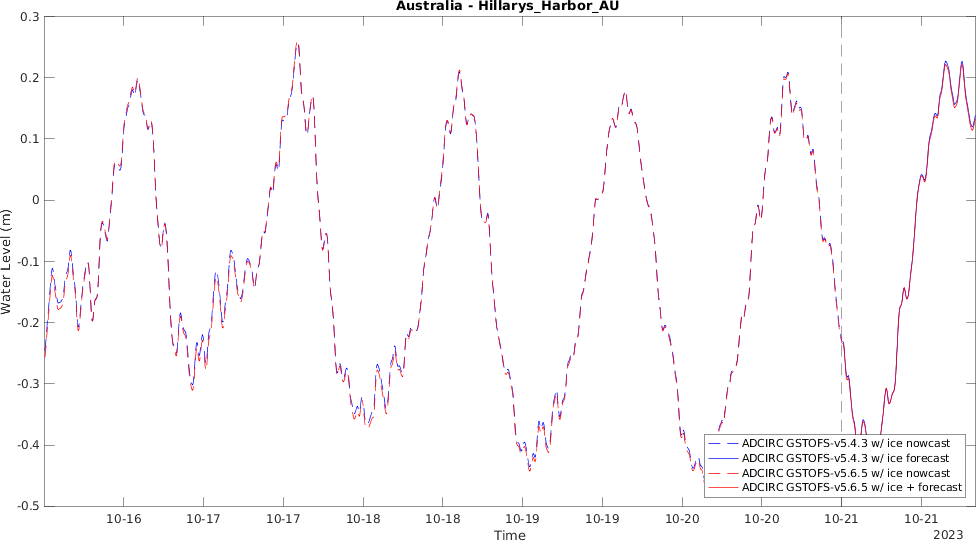 Australia - Hillarys_Harbor_AU
Water Level (m)
0.3
0.2
0.1
0
-0.1
-0.2
-0.3
-0.4
-0.5
ADCIRC GSTOFS-v5.4.3 w/ ice nowcast
ADCIRC GSTOFS-v5.4.3 w/ ice forecast
ADCIRC GSTOFS-v5.6.5 w/ ice nowcast
ADCIRC GSTOFS-v5.6.5 w/ ice + forecast
10-16 10-17 10-17 10-18 10-18 10-19 10-19 10-20 10-20 10-21 10-21
Time
2023